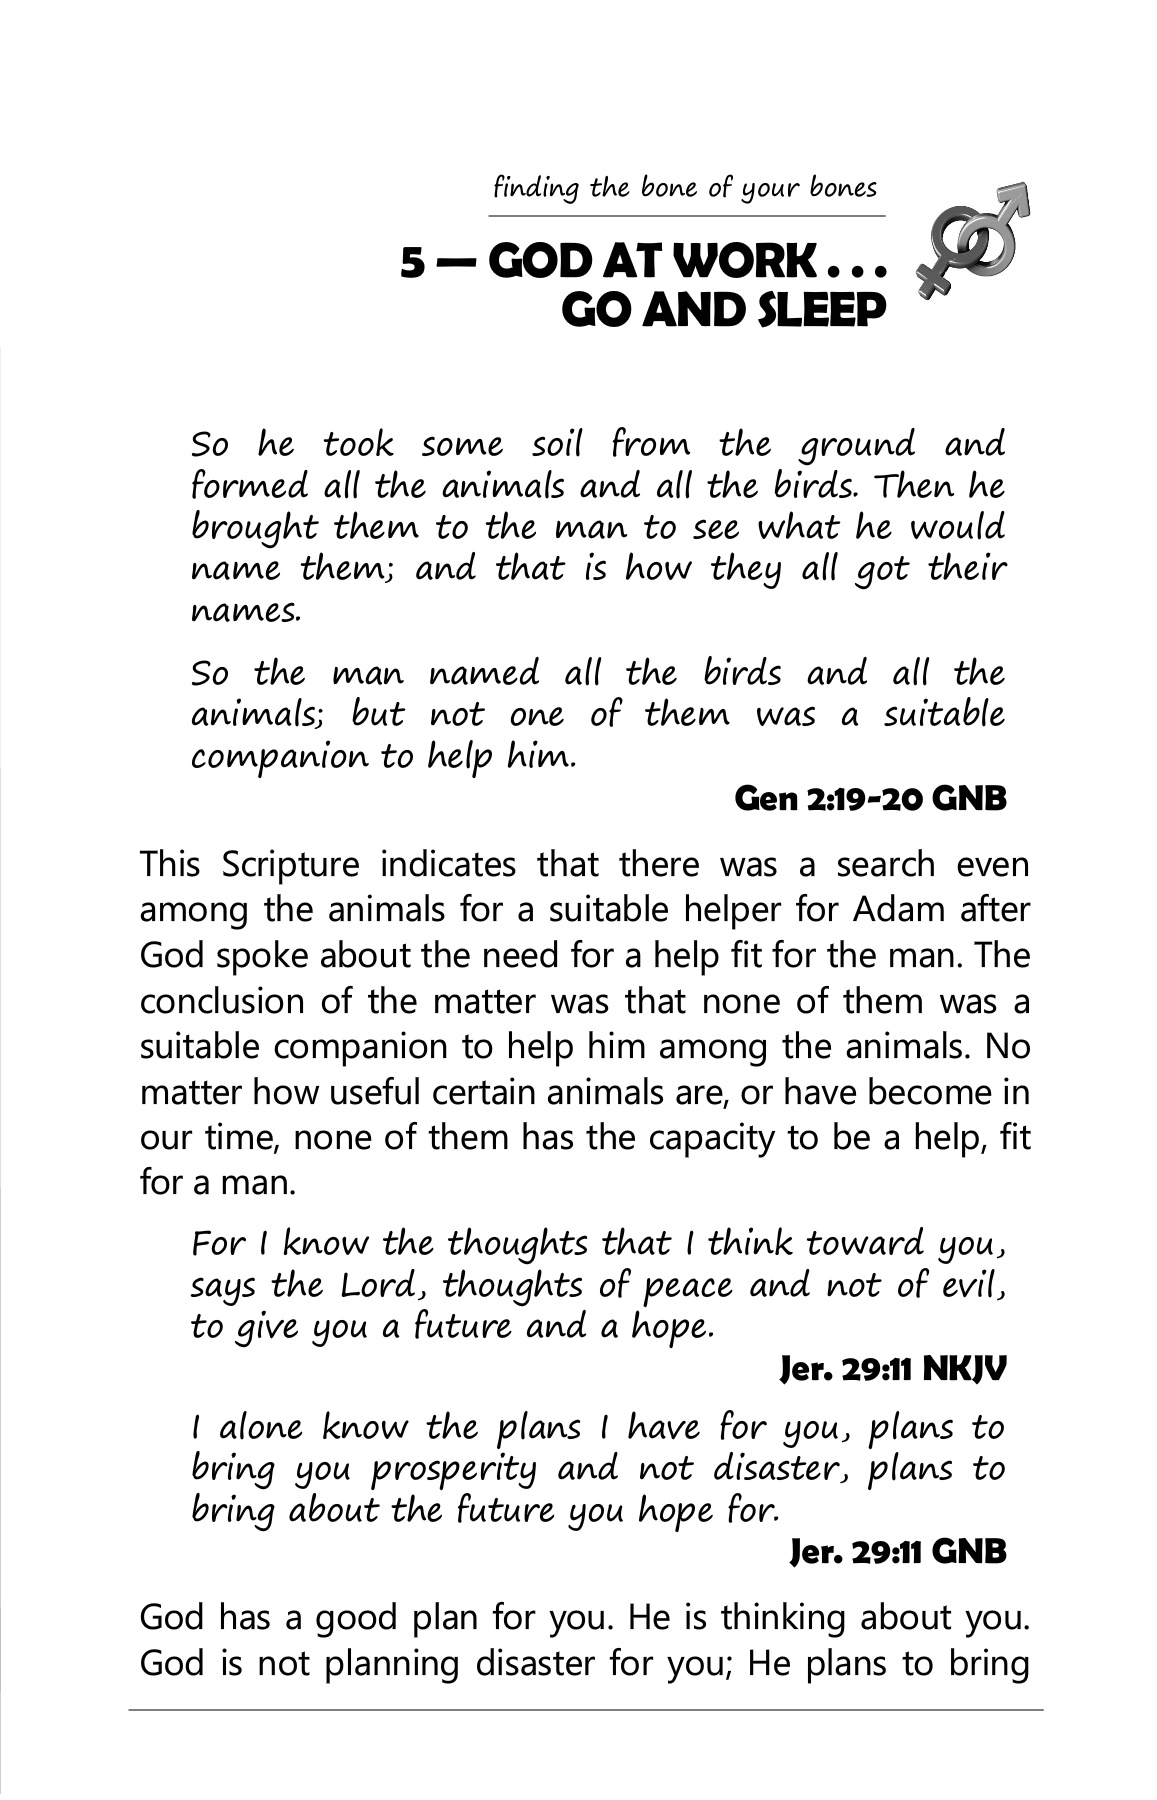 finding the bone of your bones
5 — GOD AT WORK . . .
GO AND SLEEP
So he took some soil from the ground and
formed all the animals and all the birds. Then he
brought them to the man to see what he would
name them; and that is how they all got their
names.
So the man named all the birds and all the
animals; but not one of them was a suitable
companion to help him.
Gen 2:19-20 GNB
This Scripture indicates that there was a search even
among the animals for a suitable helper for Adam after
God spoke about the need for a help fit for the man. The
conclusion of the matter was that none of them was a
suitable companion to help him among the animals. No
matter how useful certain animals are, or have become in
our time, none of them has the capacity to be a help, fit
for a man.
For I know the thoughts that I think toward you,
says the Lord, thoughts of peace and not of evil,
to give you a future and a hope.
Jer. 29:11 NKJV
I alone know the plans I have for you, plans to
bring you prosperity and not disaster, plans to
bring about the future you hope for.
Jer. 29:11 GNB
God has a good plan for you. He is thinking about you.
God is not planning disaster for you; He plans to bring